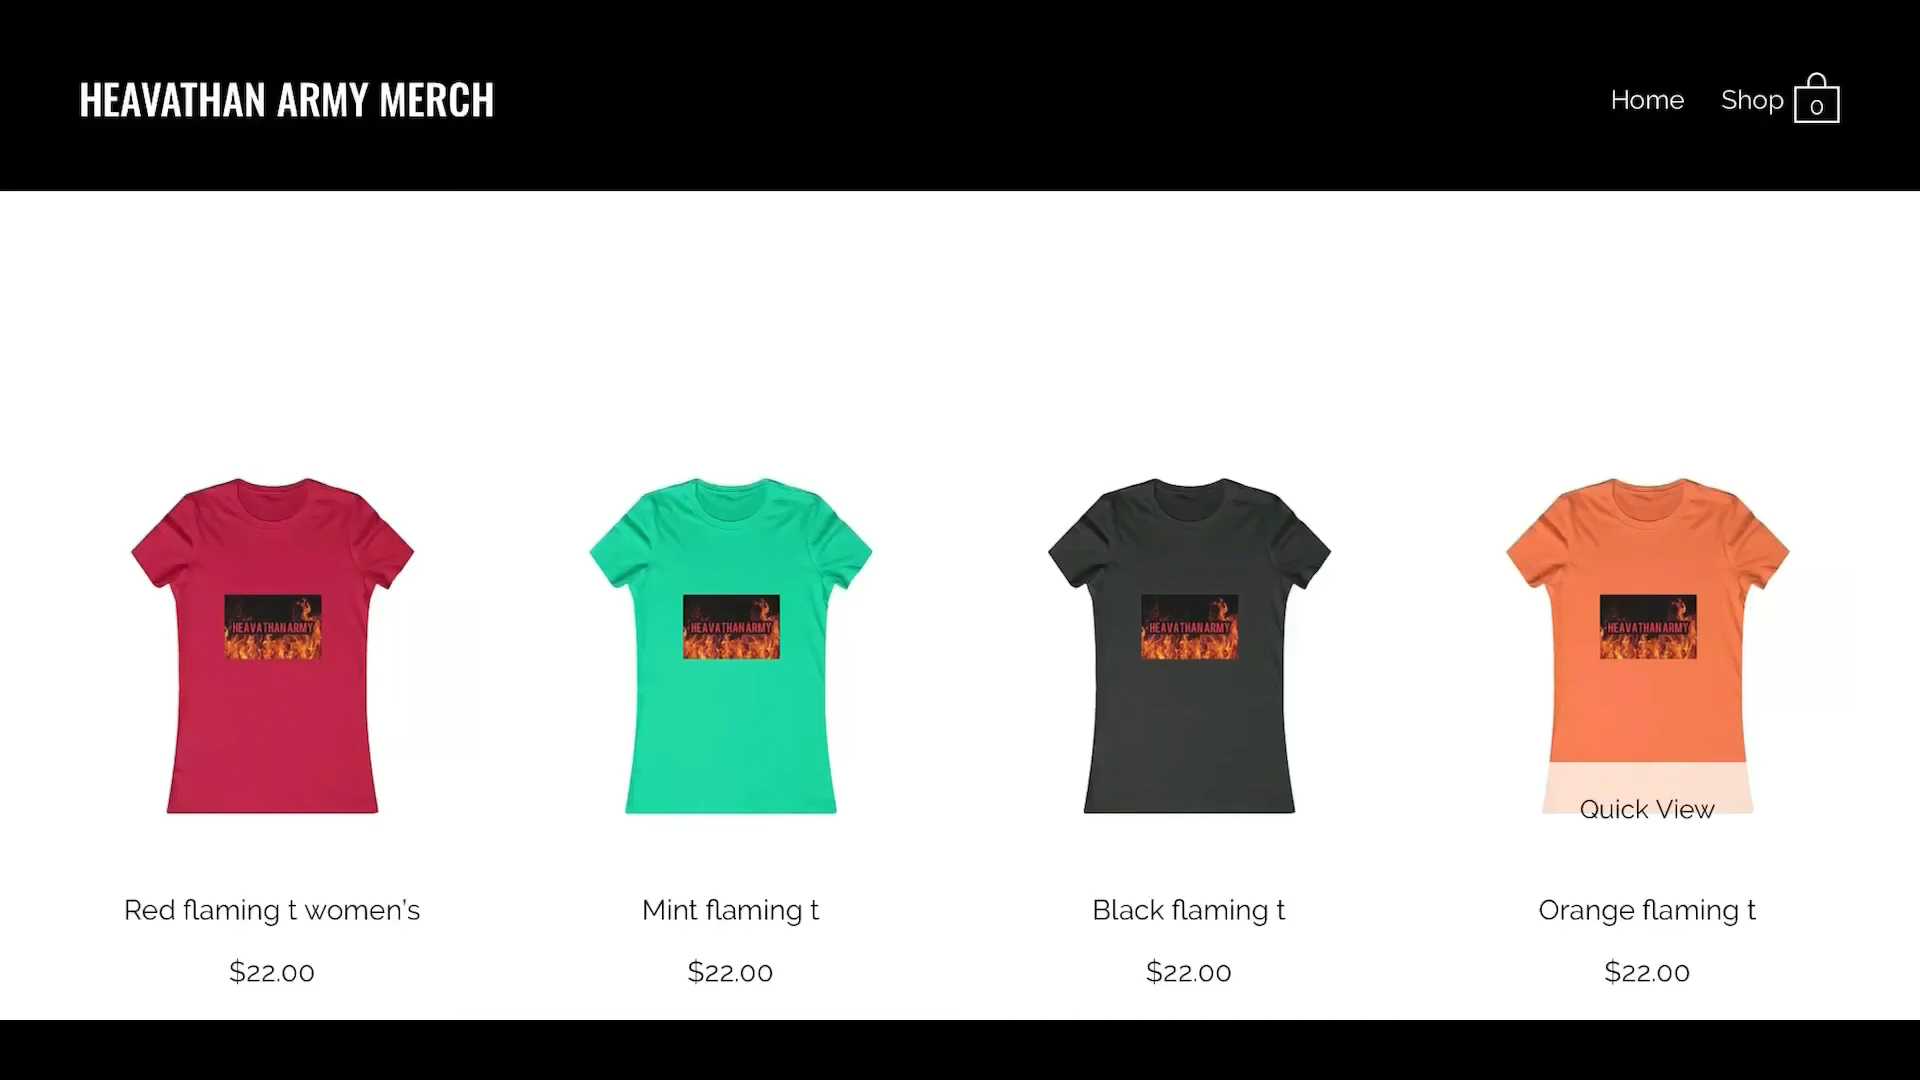 HEAVATHAN ARMY MERCH
Home Shop 0
HEAVATHAN ARMY
HEAVATHAN ARMY
HEAVATHAN ARMY
HEAVATHAN ARMY
Quick View
Red flaming t women's
Mint flaming t
Black flaming t
Orange flaming t
$22.00
$22.00
$22.00
$22.00